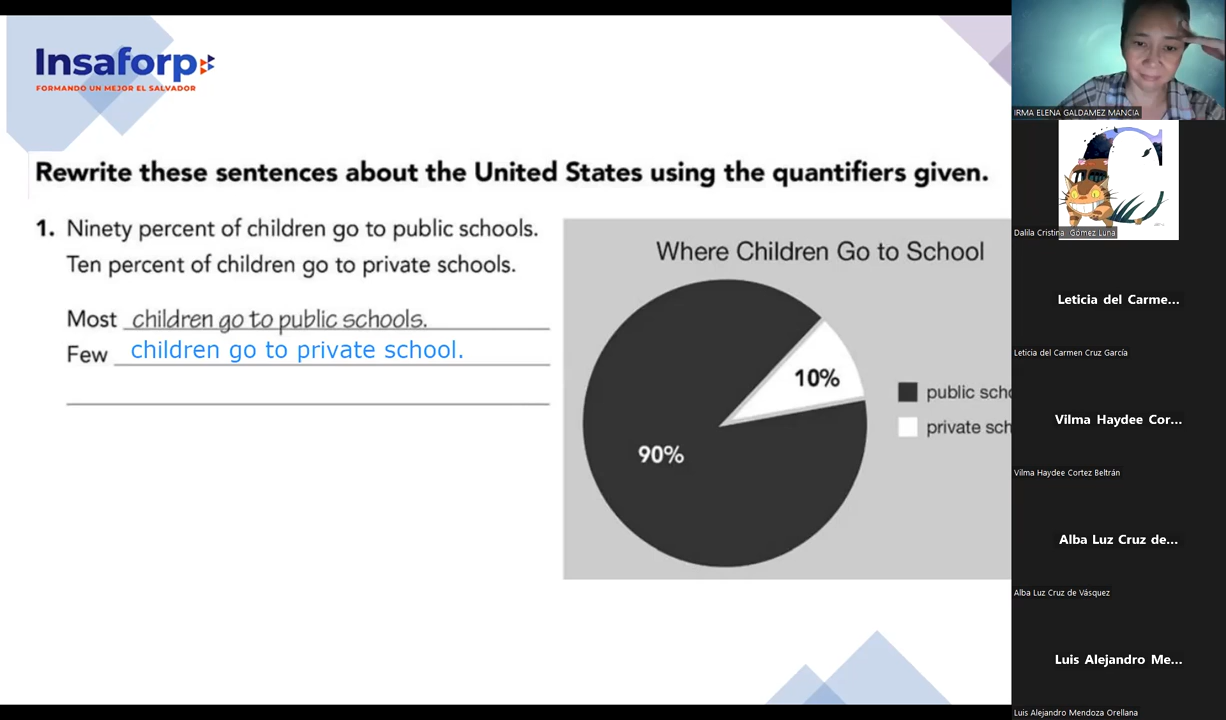 Insaforp
FORMANDO UN MEJOR EL SALVADOR
Rewrite these sentences about the United States using the quantifiers given.
1. Ninety percent of children go to public schools.
Ten percent of children go to private schools.
Most children go to public schools.
Few children go to private school.
Where Children Go to School
10%
90%
public scho
private sch
IRMA ELENA GALDAMEZ MANCIA
Dalila Cristina Gómez Luna
Leticia del Carme...
Leticia del Carmen Cruz García
Vilma Haydee Cor...
Vilma Haydee Cortez Beltrán
Alba Luz Cruz de...
Alba Luz Cruz de Vásquez
Luis Alejandro Me...
Luis Alejandro Mendoza Orellana